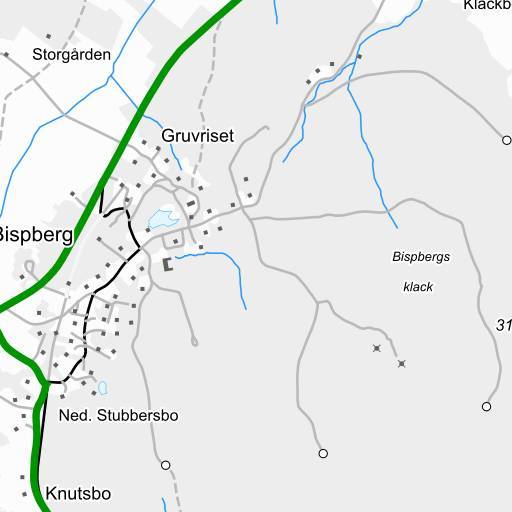 Klackb
Storgården
Gruvriset
Bispberg
Bispbergs
klack
31
Ned. Stubbersbo
Knutsbo